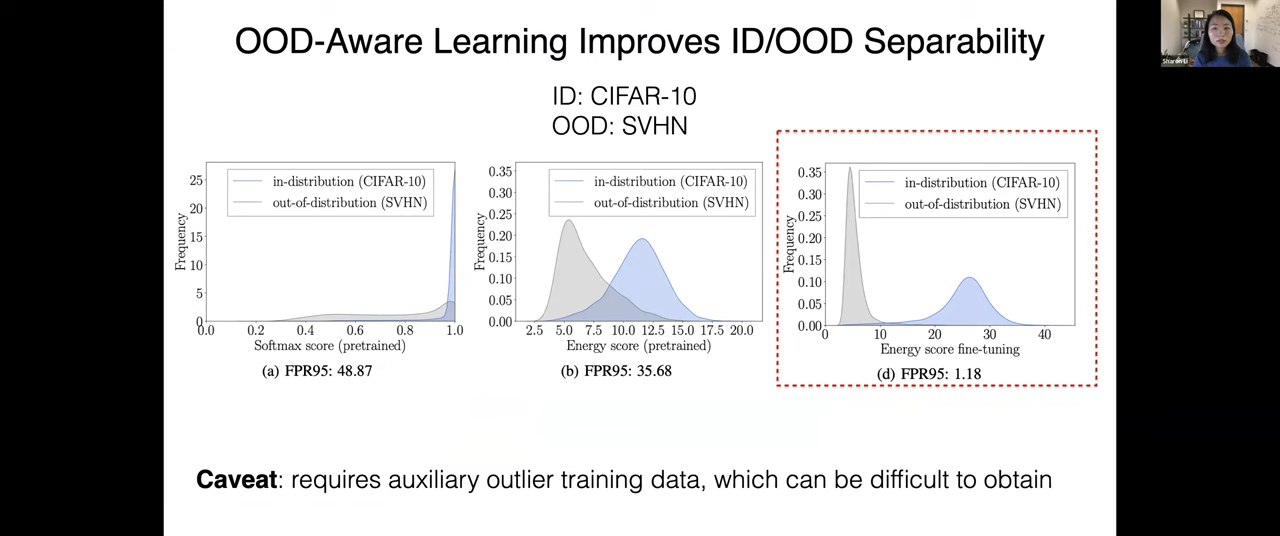 OOD-Aware Learning Improves ID/OOD Separability
ID: CIFAR-10
OOD: SVHN
in-distribution (CIFAR-10)
out-of-distribution (SVHN)
Frequency
25
20
15
10
5
0
0.0 0.2 0.4 0.6 0.8 1.0
Softmax score (pretrained)
(a) FPR95: 48.87
in-distribution (CIFAR-10)
out-of-distribution (SVHN)
Frequency
0.35
0.30
0.25
0.20
0.15
0.10
0.05
0.00
2.5 5.0 7.5 10.0 12.5 15.0 17.5 20.0
Energy score (pretrained)
(b) FPR95: 35.68
in-distribution (CIFAR-10)
out-of-distribution (SVHN)
Frequency
0.35
0.30
0.25
0.20
0.15
0.10
0.05
0.00
0 10 20 30 40
Energy score fine-tuning
(d) FPR95: 1.18
Caveat: requires auxiliary outlier training data, which can be difficult to obtain
Sharon Li